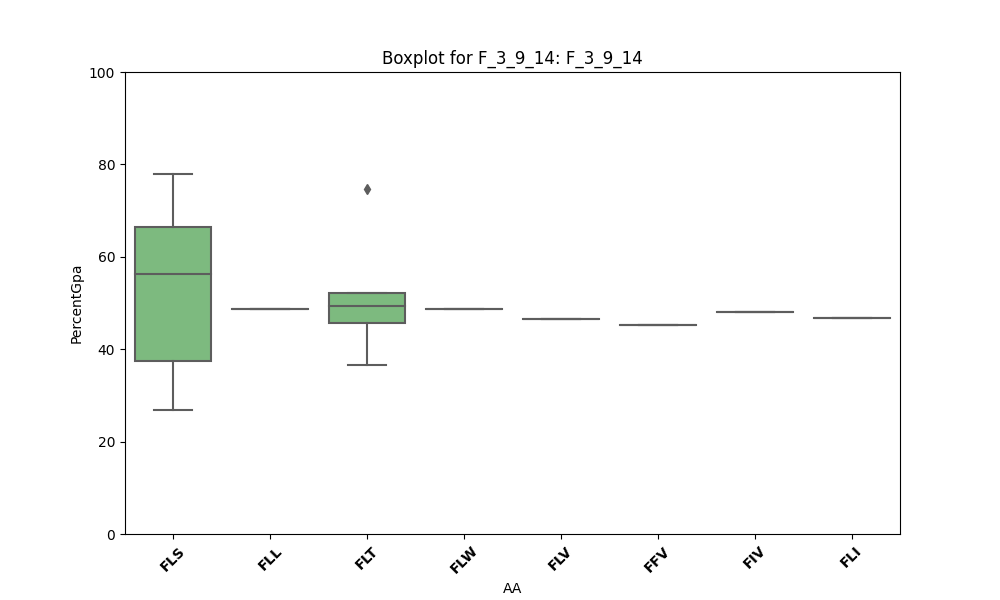 Boxplot for F_3_9_14: F_3_9_14
100
80
60
40
20
0
PercentGpa
FLS
FLL
FLT
FLW
FLV
FFV
FIV
FLI
AA